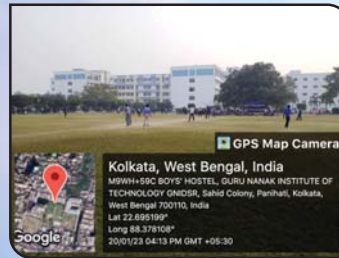 GPS Map Camera
Kolkata, West Bengal, India
M9WH+59C BOYS' HOSTEL, GURU NANAK INSTITUTE OF
TECHNOLOGY GNIDSR, Sahid Colony, Panihati, Kolkata,
West Bengal 700110, India
Lat 22.695199°
Long 88.378108°
20/01/23 04:13 PM GMT +05:30
Google